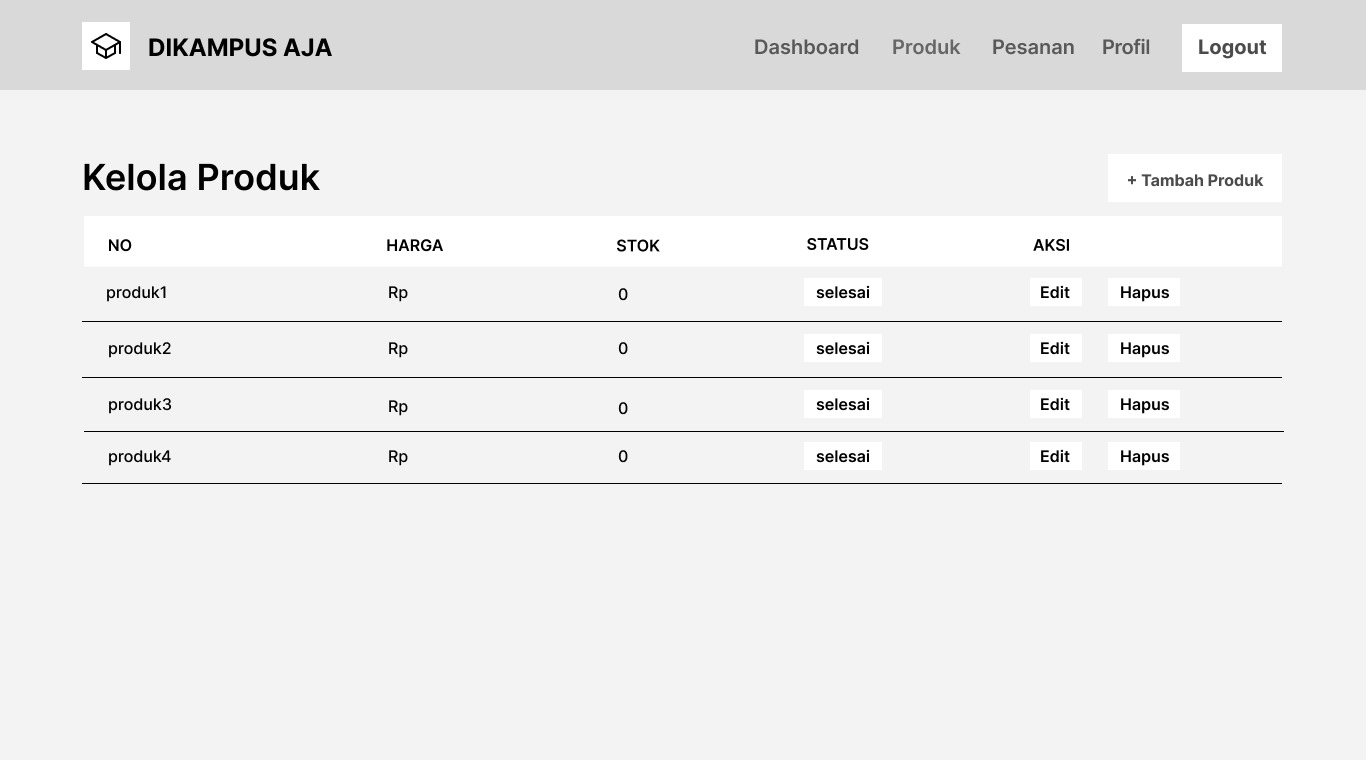 DIKAMPUS AJA Dashboard Produk Pesanan Profil Logout
Kelola Produk + Tambah Produk
NO HARGA STOK STATUS AKSI
produk1 Rp 0 selesai Edit Hapus
produk2 Rp 0 selesai Edit Hapus
produk3 Rp 0 selesai Edit Hapus
produk4 Rp 0 selesai Edit Hapus